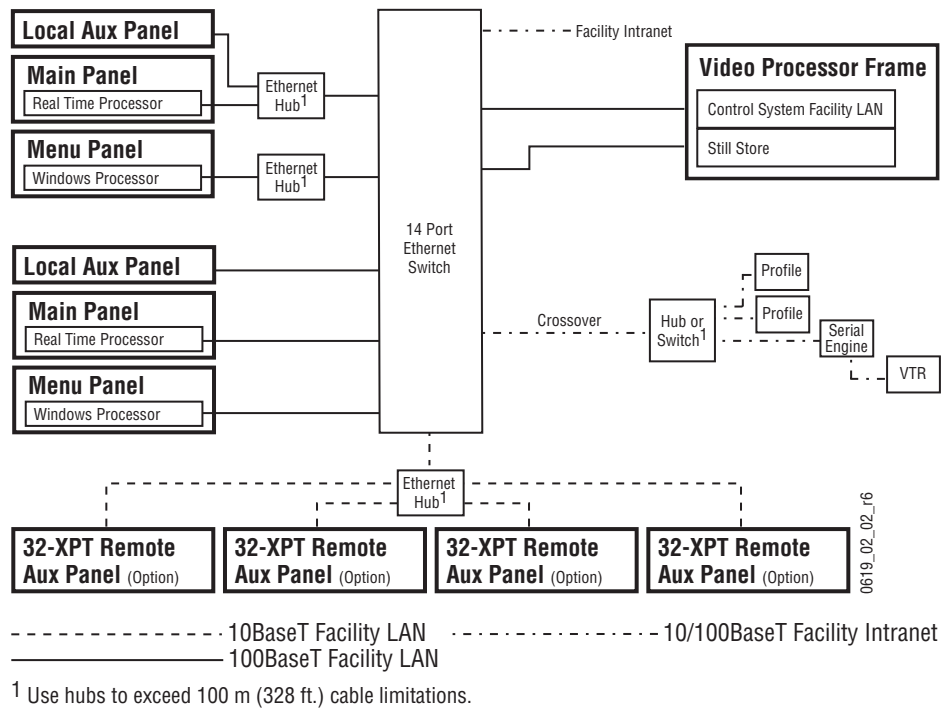 Local Aux Panel
Main Panel
Real Time Processor
Ethernet
Hub1
Menu Panel
Windows Processor
Ethernet
Hub1
Local Aux Panel
Main Panel
Real Time Processor
Menu Panel
Windows Processor
14 Port
Ethernet
Switch
Facility Intranet
Video Processor Frame
Control System Facility LAN
Still Store
Crossover
Hub or
Switch1
Profile
Profile
Serial
Engine
VTR
Ethernet
Hub1
32-XPT Remote
Aux Panel (Option)
32-XPT Remote
Aux Panel (Option)
32-XPT Remote
Aux Panel (Option)
32-XPT Remote
Aux Panel (Option)
0619_02_02_r6
10BaseT Facility LAN
10/100BaseT Facility Intranet
100BaseT Facility LAN
1 Use hubs to exceed 100 m (328 ft.) cable limitations.